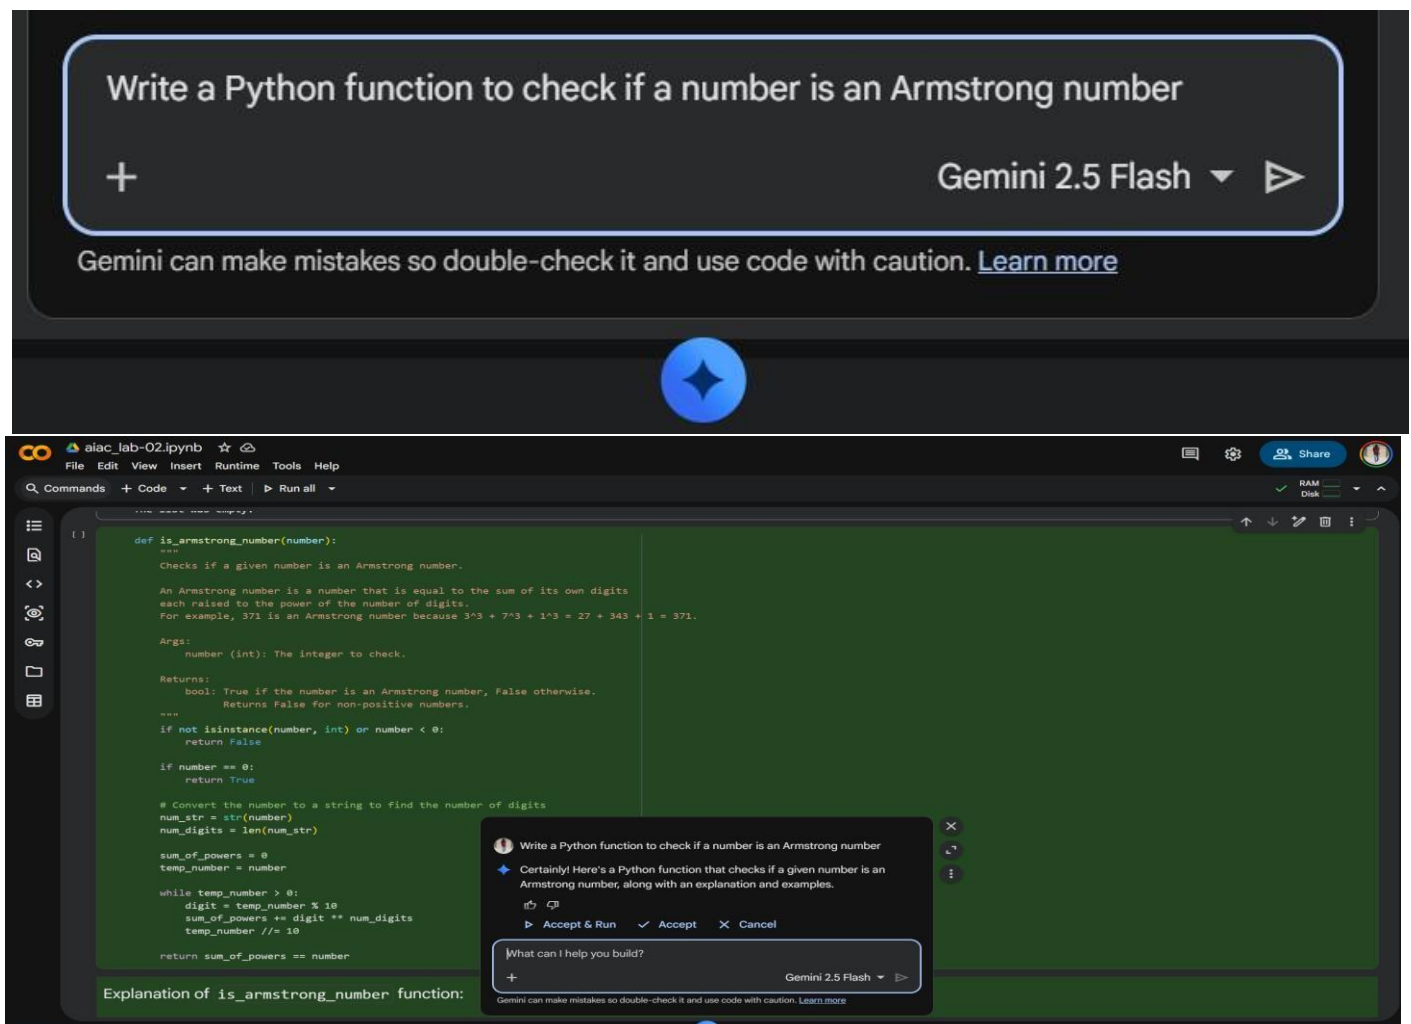 Write a Python function to check if a number is an Armstrong number
Gemini 2.5 Flash
Gemini can make mistakes so double-check it and use code with caution. Learn more
CO
aiac_lab-02.ipynb
File Edit View Insert Runtime Tools Help
Share
Commands + Code + Text Run all
RAM
Disk
[ ]
def is_armstrong_number(number):
"""
Checks if a given number is an Armstrong number.
An Armstrong number is a number that is equal to the sum of its own digits
each raised to the power of the number of digits.
For example, 371 is an Armstrong number because 3^3 + 7^3 + 1^3 = 27 + 343 + 1 = 371.
Args:
number (int): The integer to check.
Returns:
bool: True if the number is an Armstrong number, False otherwise.
Returns False for non-positive numbers.
"""
if not isinstance(number, int) or number < 0:
return False
if number == 0:
return True
# Convert the number to a string to find the number of digits
num_str = str(number)
num_digits = len(num_str)
sum_of_powers = 0
temp_number = number
while temp_number > 0:
digit = temp_number % 10
sum_of_powers += digit ** num_digits
temp_number //= 10
return sum_of_powers == number
Explanation of is_armstrong_number function:
Write a Python function to check if a number is an Armstrong number
Certainly! Here's a Python function that checks if a given number is an
Armstrong number, along with an explanation and examples.
Accept & Run Accept Cancel
What can I help you build?
Gemini 2.5 Flash
Gemini can make mistakes so double-check it and use code with caution. Learn more